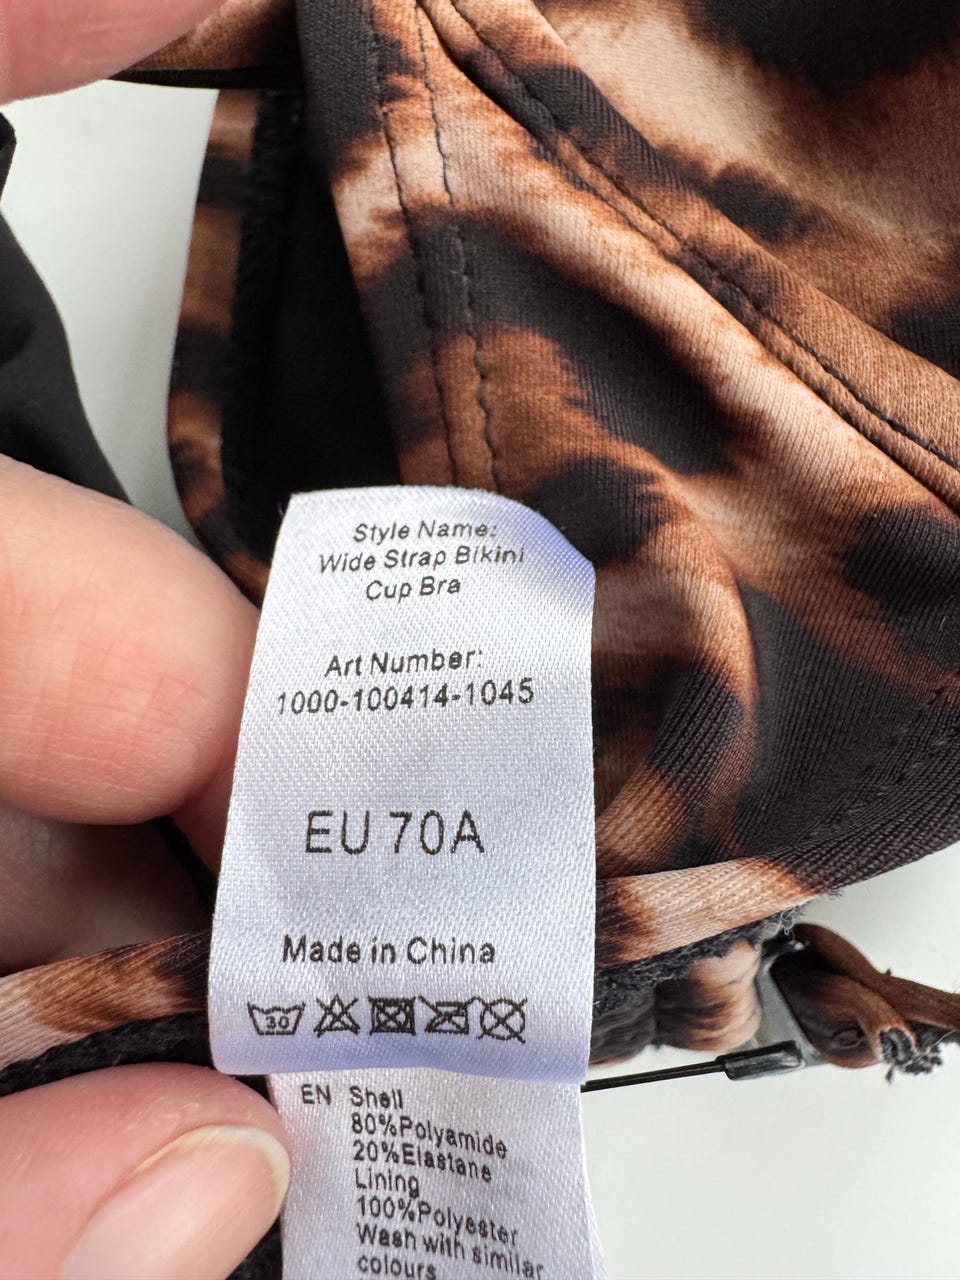 Style Name:
Wide Strap Bikini
Cup Bra
Art Number:
1000-100414-1045
EU 70A
Made in China
30
EN Shell
80%Polyamide
20%Elastane
Lining
100%Polyester
Wash with similar
colours